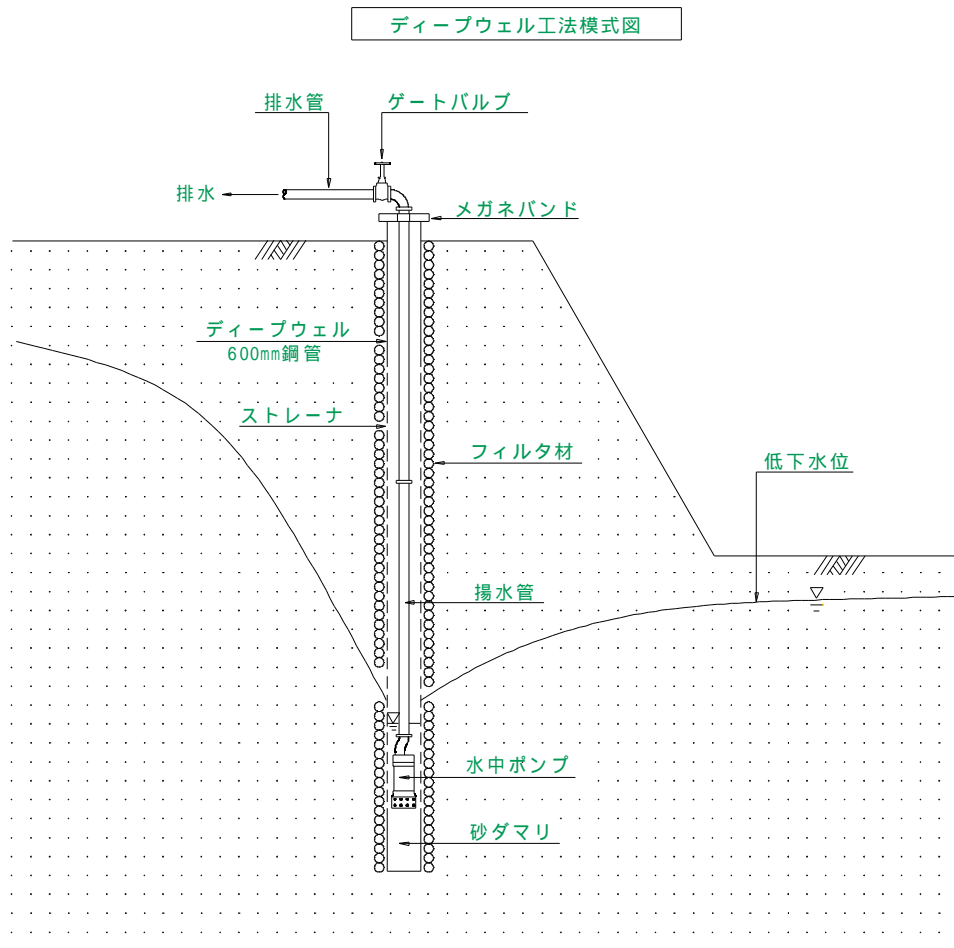 ディープウェル工法模式図
排水管
ゲートバルブ
排水
メガネバンド
ディープウェル
600mm鋼管
ストレーナ
フィルタ材
低下水位
揚水管
水中ポンプ
砂ダマリ